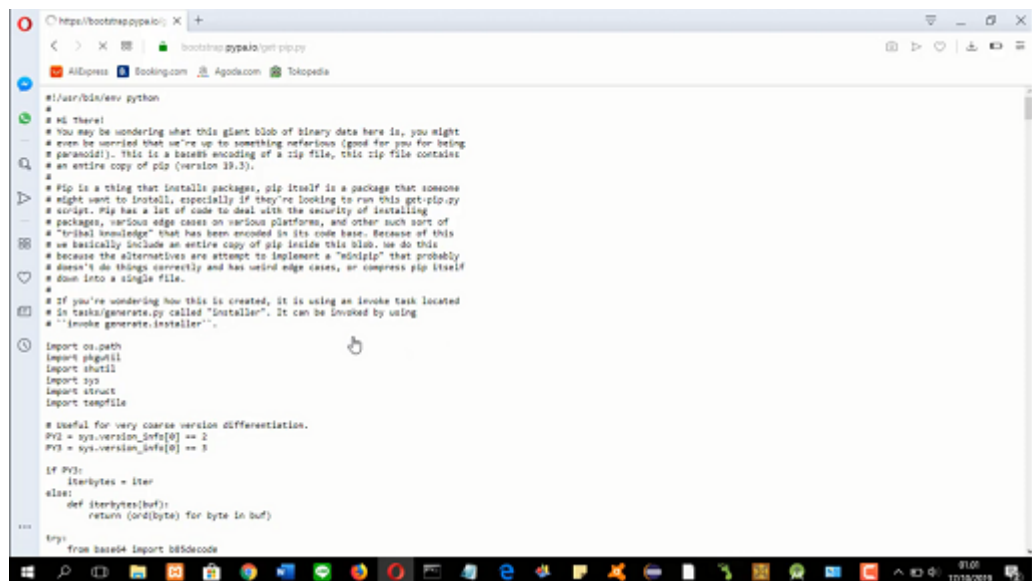 https://bootstrap.pypa.io/
bootstrap.pypa.io/get-pip.py
AliExpress Booking.com Agoda.com Tokopedia
#!/usr/bin/env python
#
# Hi There!
# You may be wondering what this giant blob of binary data here is, you might
# even be worried that we're up to something nefarious (good for you for being
# paranoid!). This is a base85 encoding of a zip file, this zip file contains
# an entire copy of pip (version 19.3).
#
# Pip is a thing that installs packages, pip itself is a package that someone
# might want to install, especially if they're looking to run this get-pip.py
# script. Pip has a lot of code to deal with the security of installing
# packages, various edge cases on various platforms, and other such sort of
# "tribal knowledge" that has been encoded in its code base. Because of this
# we basically include an entire copy of pip inside this blob. We do this
# because the alternatives are attempt to implement a "minipip" that probably
# doesn't do things correctly and has weird edge cases, or compress pip itself
# down into a single file.
#
# If you're wondering how this is created, it is using an invoke task located
# in tasks/generate.py called "installer". It can be invoked by using
# ``invoke generate.installer``.
import os.path
import pkgutil
import shutil
import sys
import struct
import tempfile
# Useful for very coarse version differentiation.
PY2 = sys.version_info[0] == 2
PY3 = sys.version_info[0] == 3
if PY3:
iterbytes = iter
else:
def iterbytes(buf):
return (ord(byte) for byte in buf)
try:
from base64 import b85decode
01.01
17/10/2019